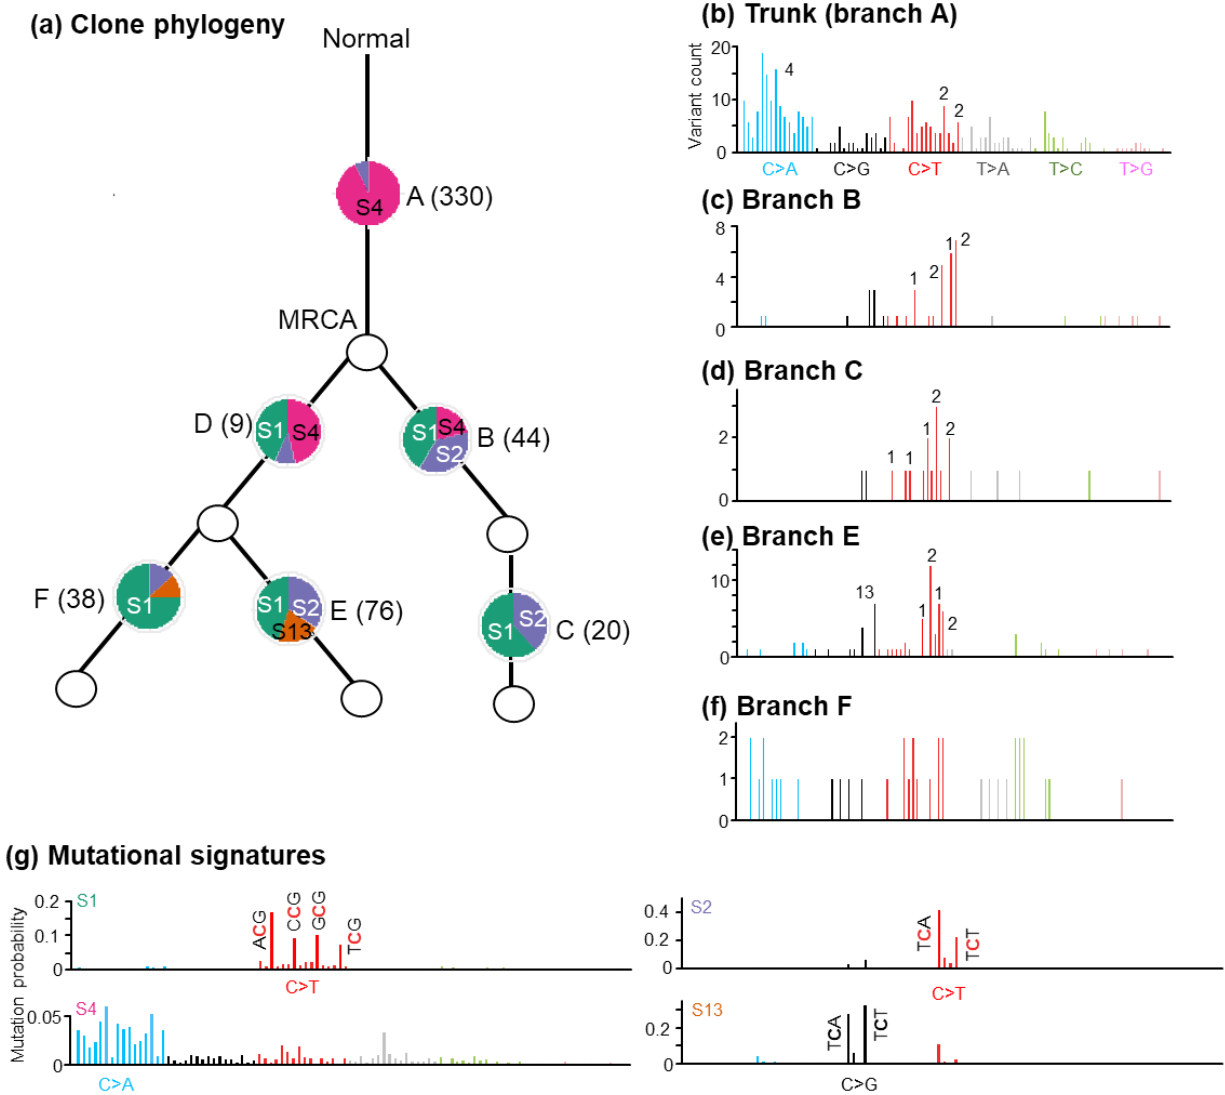 (a) Clone phylogeny
Normal
S4
A (330)
MRCA
D (9)
S1
S4
S1
S4
S2
B (44)
F (38)
S1
S1
S2
S13
E (76)
S1
S2
C (20)
(b) Trunk (branch A)
Variant count
20
10
0
4
2
2
C>A
C>G
C>T
T>A
T>C
T>G
(c) Branch B
8
4
0
1
2
1
2
(d) Branch C
2
0
1
1
1
2
2
(e) Branch E
10
0
13
1
2
1
2
(f) Branch F
2
1
0
(g) Mutational signatures
Mutation probability
0.2
0.1
0
S1
ACG
CCG
GCG
TCG
C>T
0.05
0
S4
C>A
0.4
0.2
0
S2
TCA
TCT
C>T
0.2
0
S13
TCA
TCT
C>G